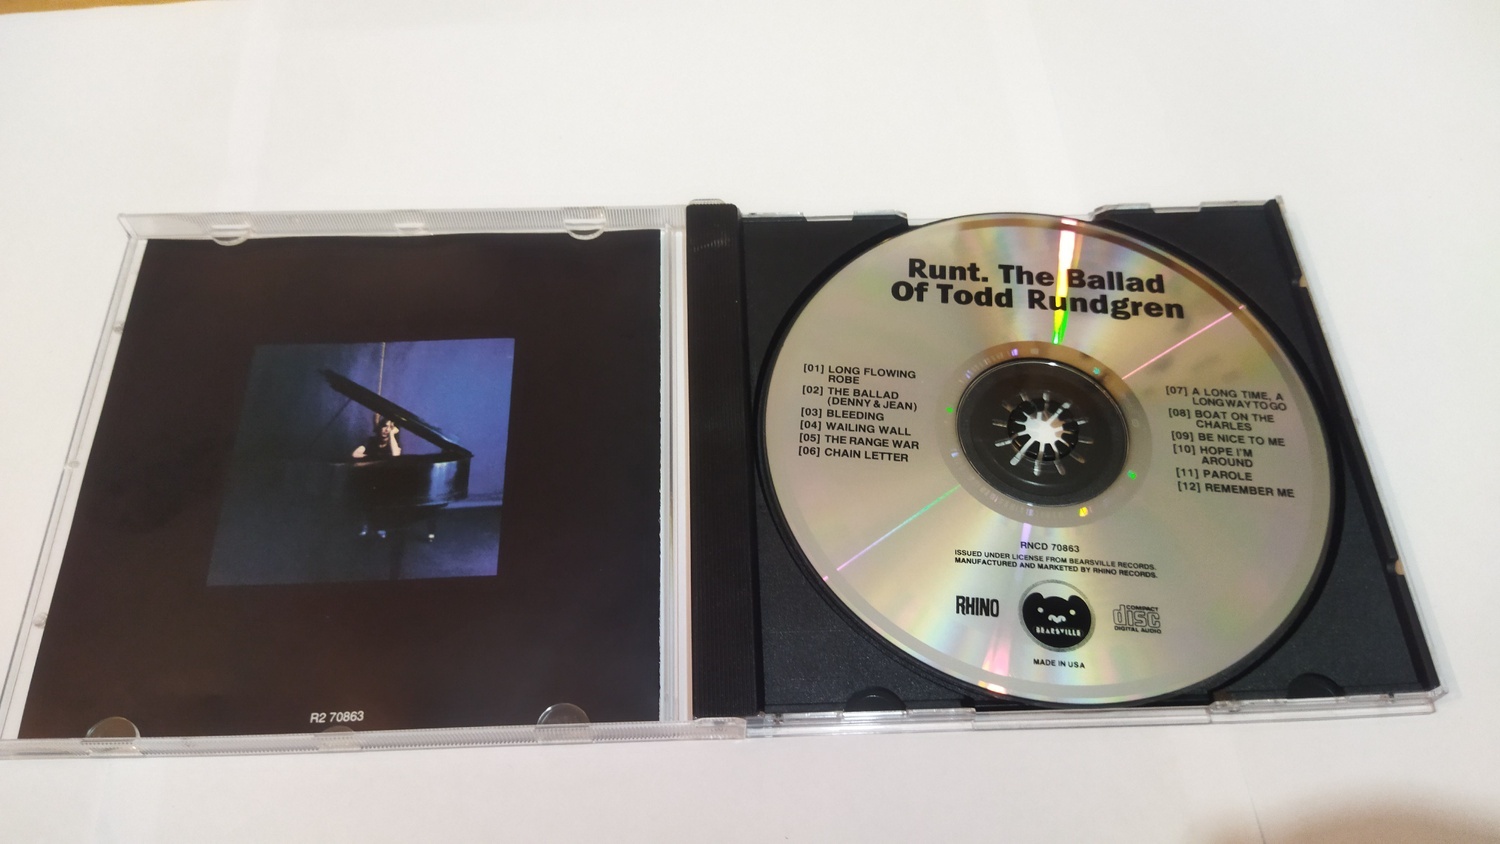 R2 70863
Runt. The Ballad
Of Todd Rundgren
[01] LONG FLOWING
ROBE
[02] THE BALLAD
(DENNY & JEAN)
[03] BLEEDING
[04] WAILING WALL
[05] THE RANGE WAR
[06] CHAIN LETTER
[07] A LONG TIME, A
LONG WAY TO GO
[08] BOAT ON THE
CHARLES
[09] BE NICE TO ME
[10] HOPE I'M
AROUND
[11] PAROLE
[12] REMEMBER ME
RNCD 70863
ISSUED UNDER LICENSE FROM BEARSVILLE RECORDS.
MANUFACTURED AND MARKETED BY RHINO RECORDS.
RHINO
BEARSVILLE
COMPACT
disc
DIGITAL AUDIO
MADE IN USA